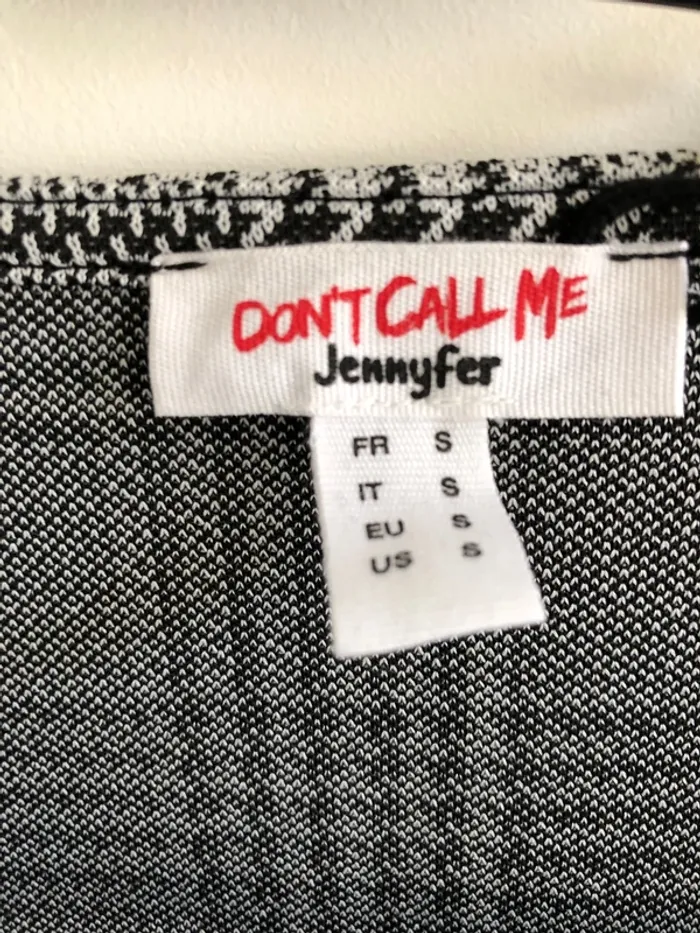 DON'T CALL ME
Jennyfer
FR S
IT S
EU S
US S